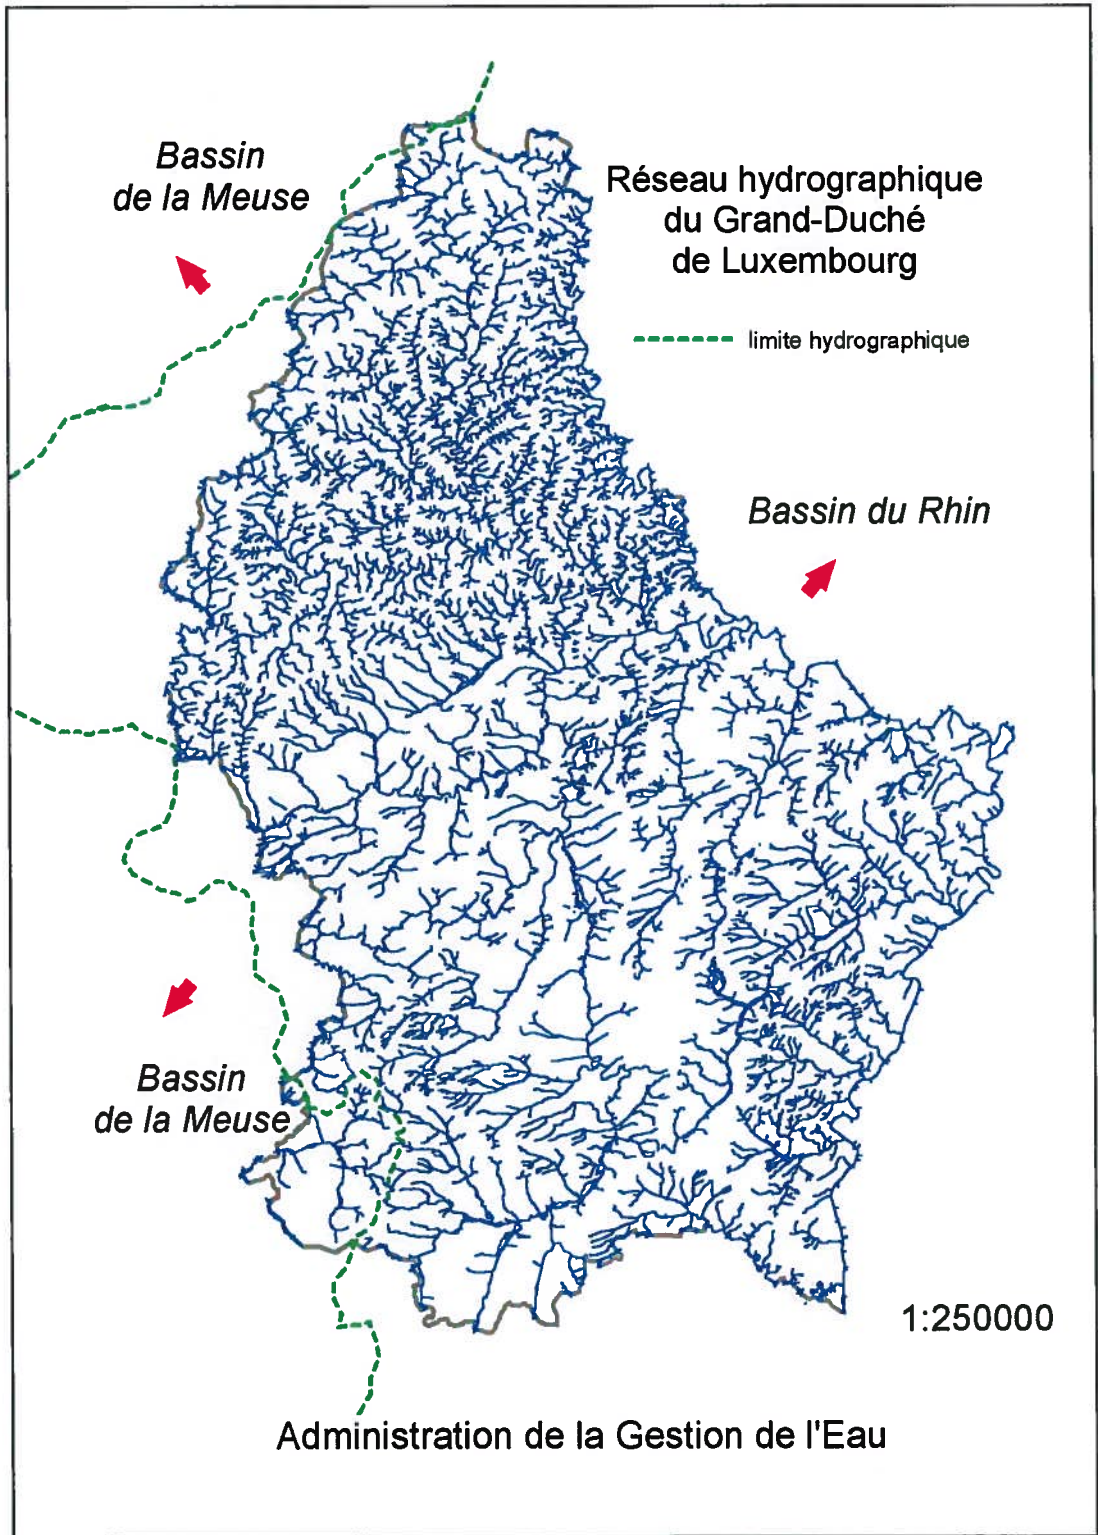 Bassin
de la Meuse
Réseau hydrographique
du Grand-Duché
de Luxembourg
limite hydrographique
Bassin du Rhin
Bassin
de la Meuse
1:250000
Administration de la Gestion de l'Eau